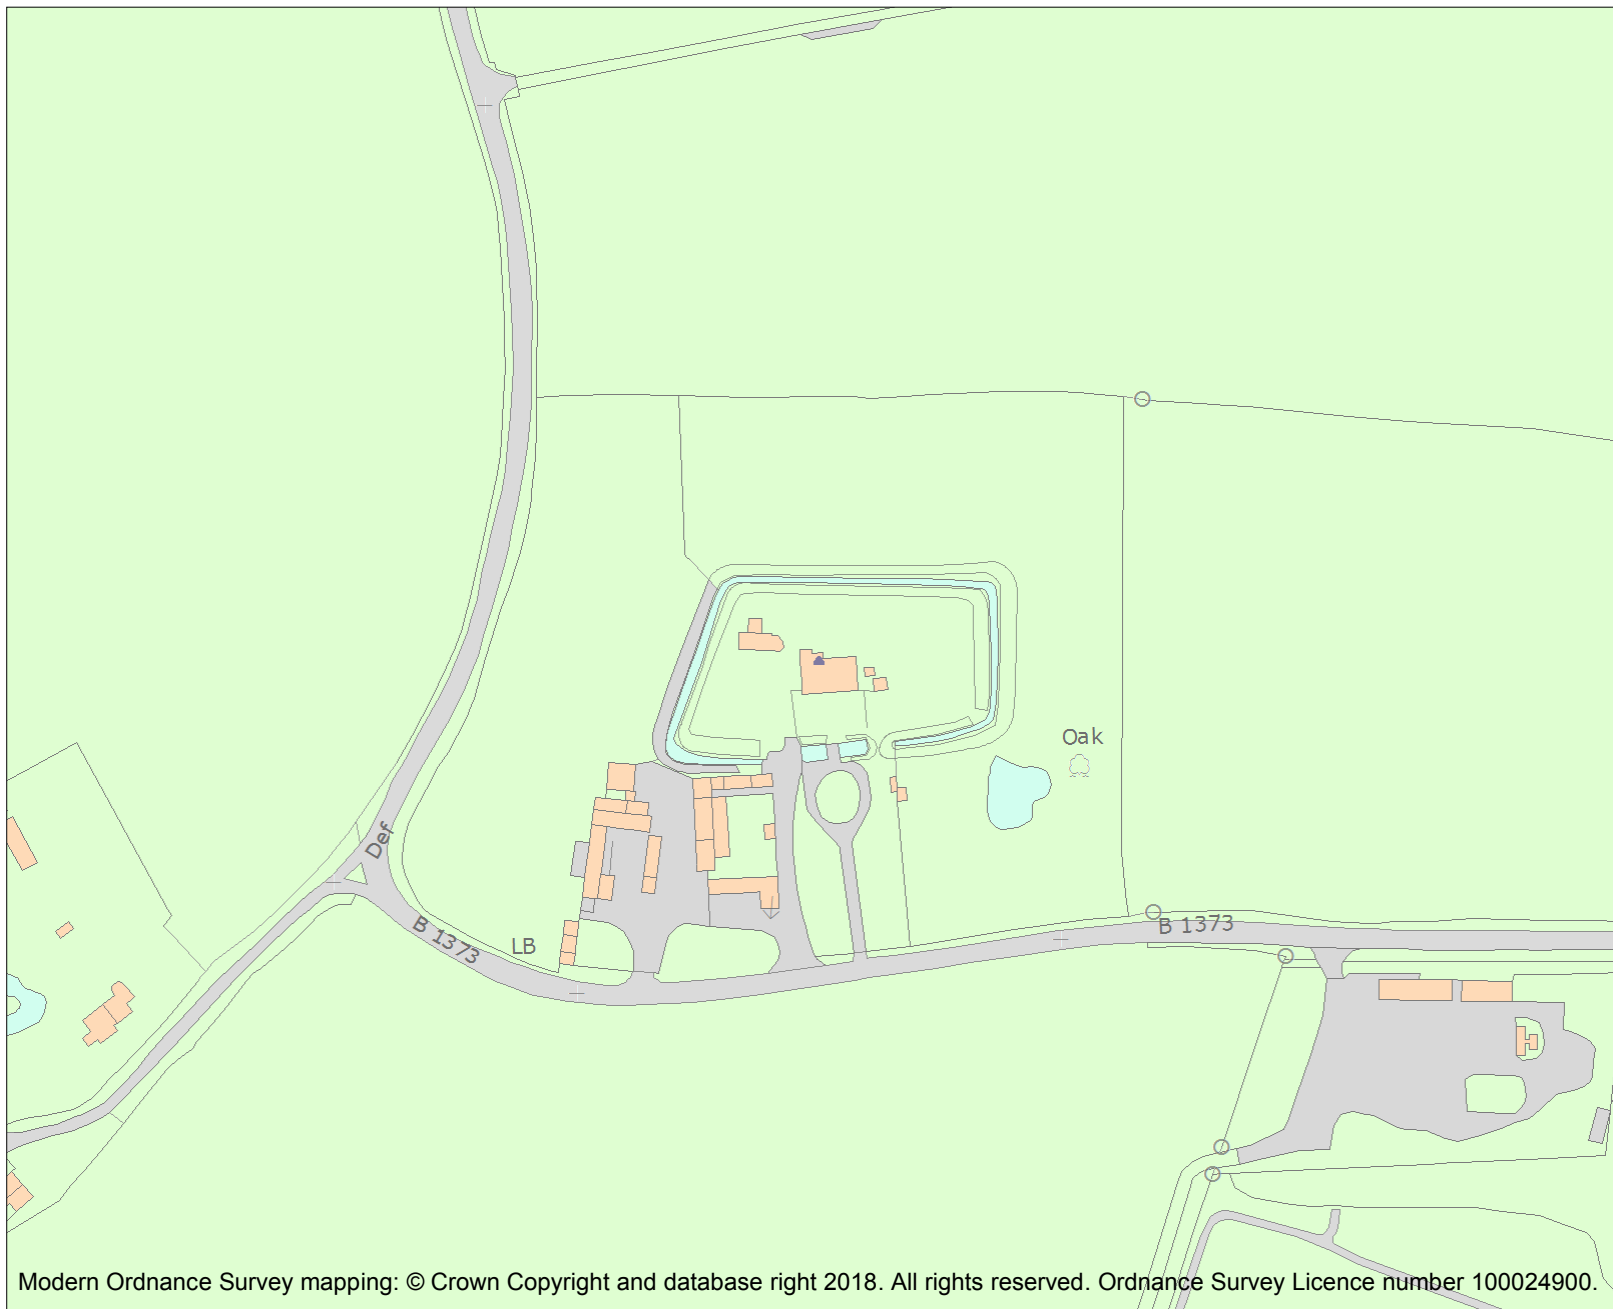 Oak
Def
B 1373
LB
B 1373
Modern Ordnance Survey mapping: © Crown Copyright and database right 2018. All rights reserved. Ordnance Survey Licence number 100024900.